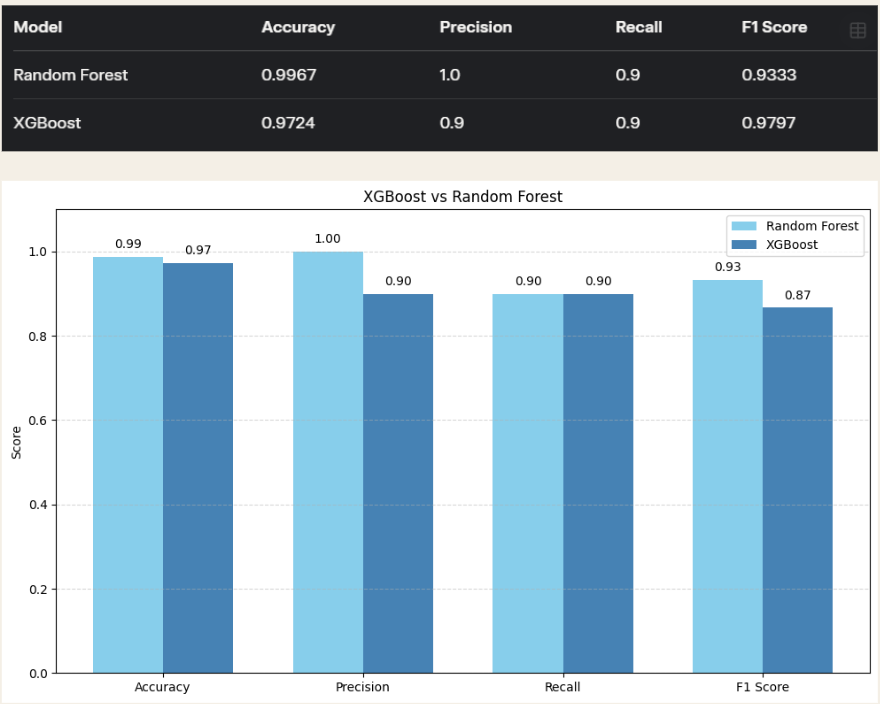 Model Accuracy Precision Recall F1 Score
Random Forest 0.9967 1.0 0.9 0.9333
XGBoost 0.9724 0.9 0.9 0.9797
XGBoost vs Random Forest
Random Forest
XGBoost
0.99 0.97 1.00 0.90 0.90 0.90 0.93 0.87
Score
1.0
0.8
0.6
0.4
0.2
0.0
Accuracy Precision Recall F1 Score